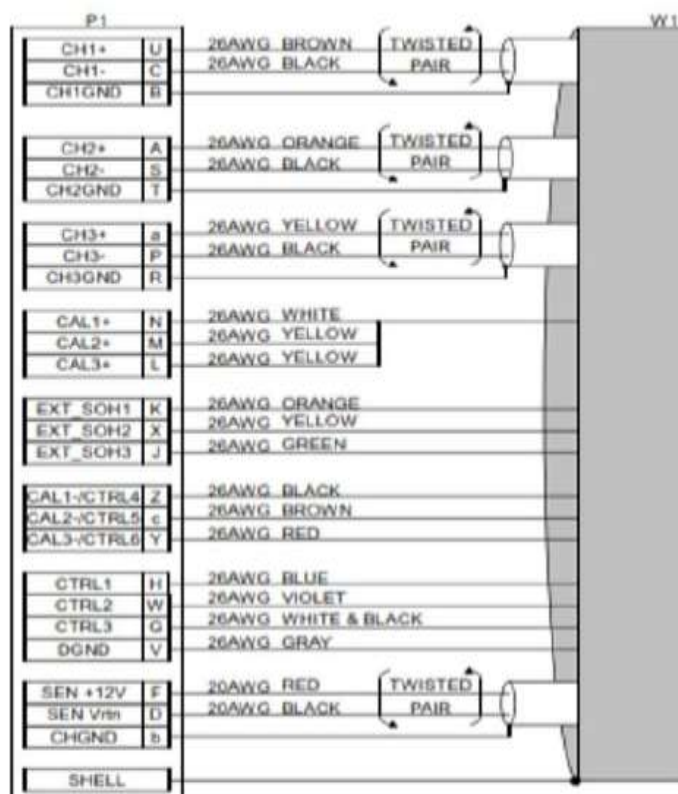 P1 W1
CH1+ U 26AWG BROWN TWISTED
CH1- C 26AWG BLACK PAIR
CH1GND B
CH2+ A 26AWG ORANGE TWISTED
CH2- S 26AWG BLACK PAIR
CH2GND T
CH3+ a 26AWG YELLOW TWISTED
CH3- P 26AWG BLACK PAIR
CH3GND R
CAL1+ N 26AWG WHITE
CAL2+ M 26AWG YELLOW
CAL3+ L 26AWG YELLOW
EXT_SOH1 K 26AWG ORANGE
EXT_SOH2 X 26AWG YELLOW
EXT_SOH3 J 26AWG GREEN
CAL1-/CTRL4 Z 26AWG BLACK
CAL2-/CTRL5 c 26AWG BROWN
CAL3-/CTRL6 Y 26AWG RED
CTRL1 H 26AWG BLUE
CTRL2 W 26AWG VIOLET
CTRL3 G 26AWG WHITE & BLACK
DGND V 26AWG GRAY
SEN +12V F 20AWG RED TWISTED
SEN Vrtn D 20AWG BLACK PAIR
CHGND b
SHELL